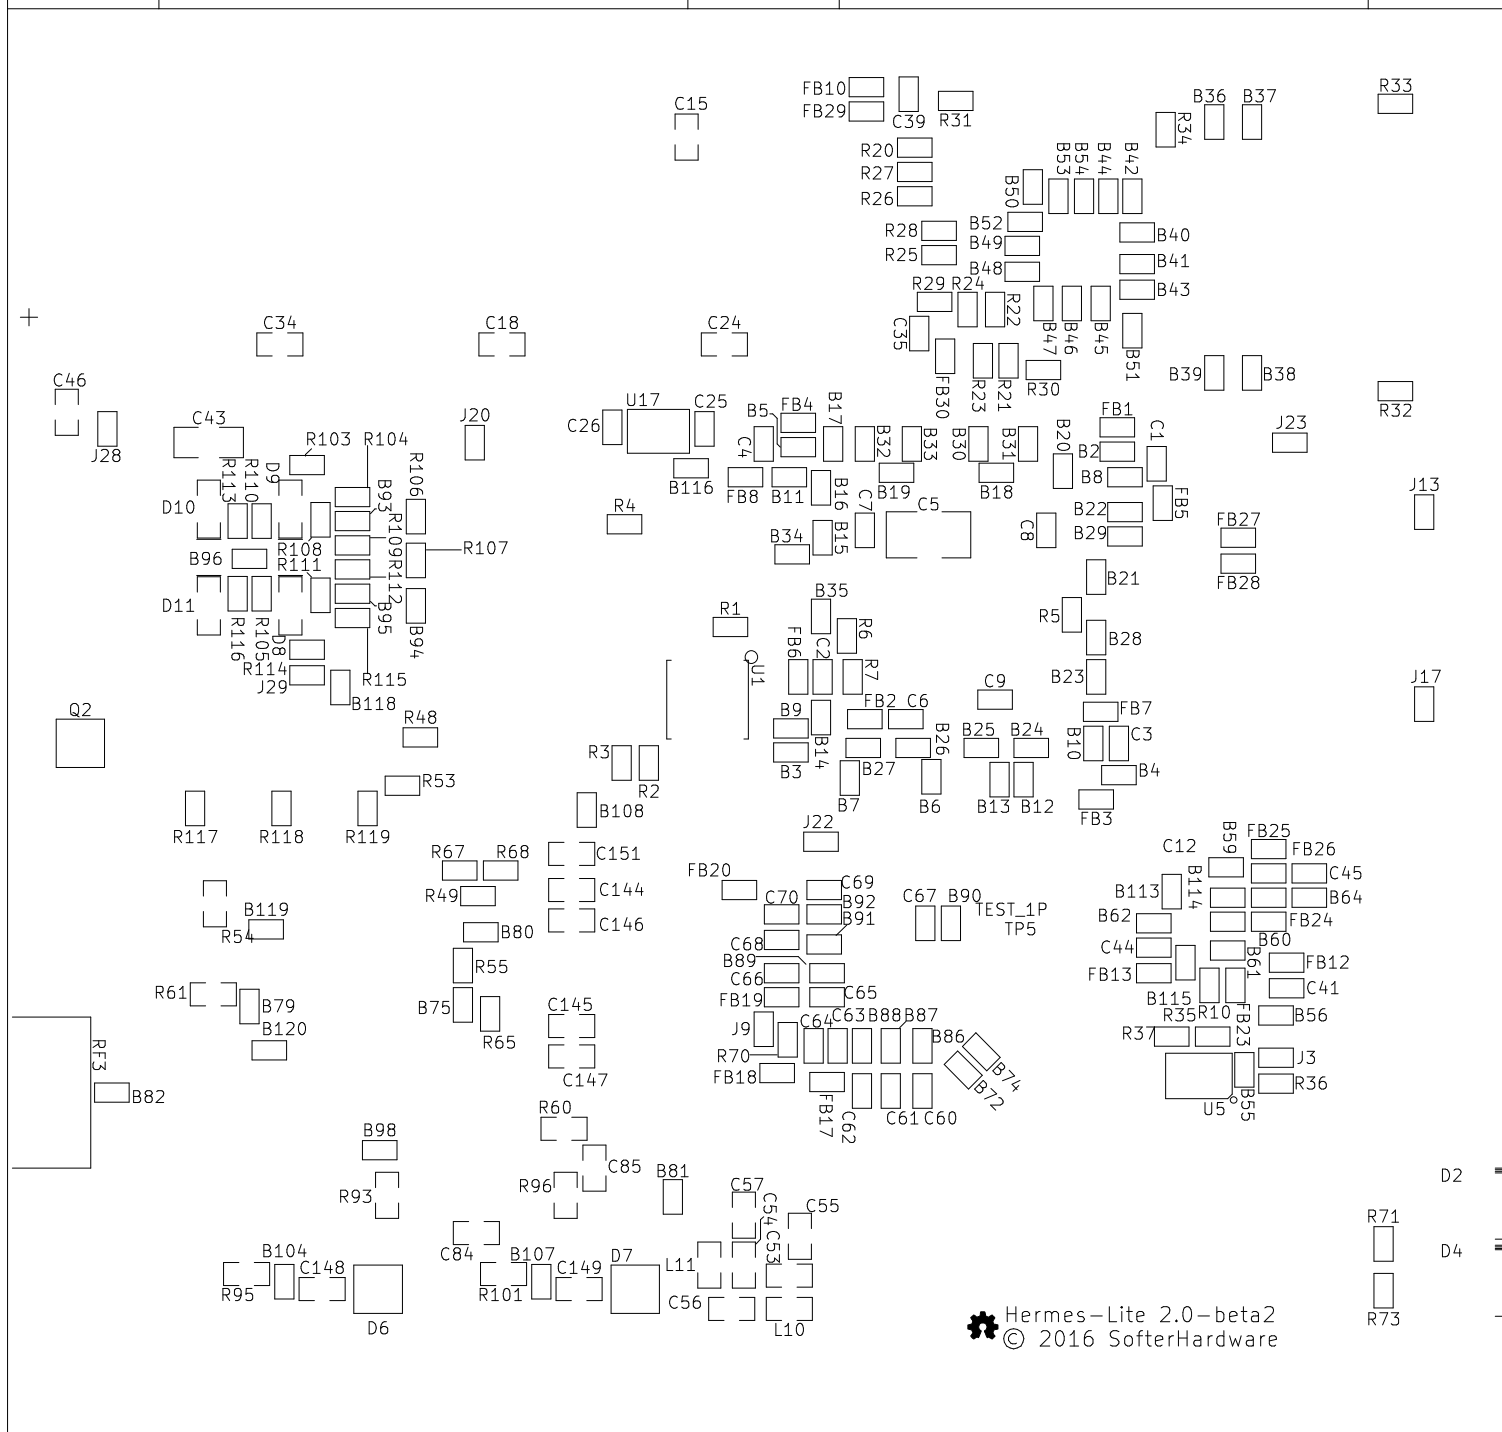 R33
FB10
B36
B37
C15
FB29
C39
R31
R34
R20
B53
B54
B44
B42
R27
B50
R26
B52
R28
B40
B49
R25
B41
B48
R29
R24
B43
R22
C34
C18
C24
C35
B47
B46
B45
B51
C46
B39
B38
R30
FB30
R23
R21
R32
U17
C25
B5
FB4
B17
FB1
C43
J20
J23
C26
C4
B32
B33
B30
B31
B20
B2
C1
R103
R104
J28
R113
R110
D9
R106
B8
B116
FB8
B11
B16
B19
B18
J13
D10
B93
R4
C7
C5
C8
B22
FB5
FB27
R109
B15
B29
R108
R107
B34
B96
R111
R112
FB28
B21
D11
B95
B35
R1
R6
R5
R116
R105
D8
B94
B28
FB6
C2
R7
U1
R114
R115
B23
J29
C9
J17
B118
Q2
R48
B9
FB2
C6
FB7
B14
B26
B25
B24
B10
C3
R3
B3
B27
R53
R2
B4
B7
B6
B13
B12
B108
FB3
R117
R118
R119
J22
B59
FB25
C12
FB26
R67
R68
C151
FB20
C45
C69
B113
B114
R49
C144
B92
C70
C67
B90
B64
B119
TEST_1P
TP5
B91
B62
FB24
R54
B80
C146
C68
C44
B60
B89
B61
FB12
R55
C66
FB13
R61
FB19
C65
B115
C41
B79
B75
R10
C145
C64
C63
B88
B87
R35
B56
R65
J9
FB23
B120
R37
B86
RF3
R70
J3
C147
FB18
B74
R36
B82
B72
B55
U5
R60
FB17
C62
C61
C60
B98
C85
B81
D2
R93
R96
C57
C54
C55
R71
C84
C53
B104
C148
B107
C149
D7
L11
D4
R95
R101
C56
D6
L10
R73
Hermes-Lite 2.0-beta2
© 2016 SofterHardware